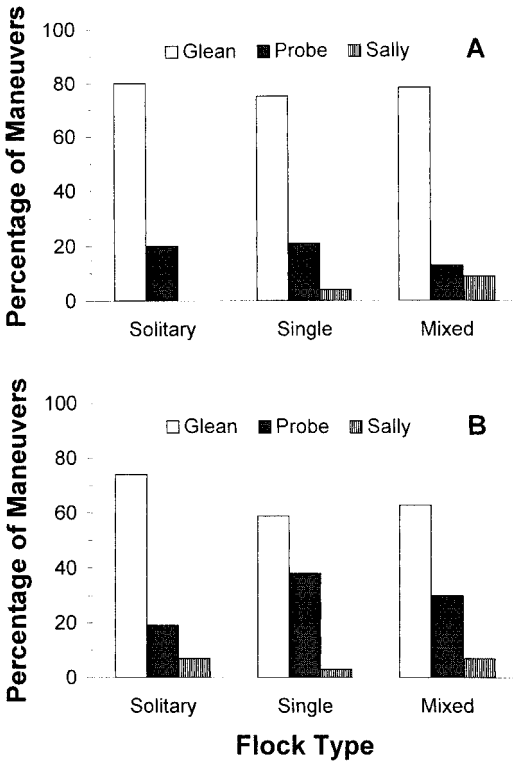 Percentage of Maneuvers
100
80
60
40
20
0
Glean Probe Sally
A
Solitary Single Mixed
Percentage of Maneuvers
100
80
60
40
20
0
Glean Probe Sally
B
Solitary Single Mixed
Flock Type